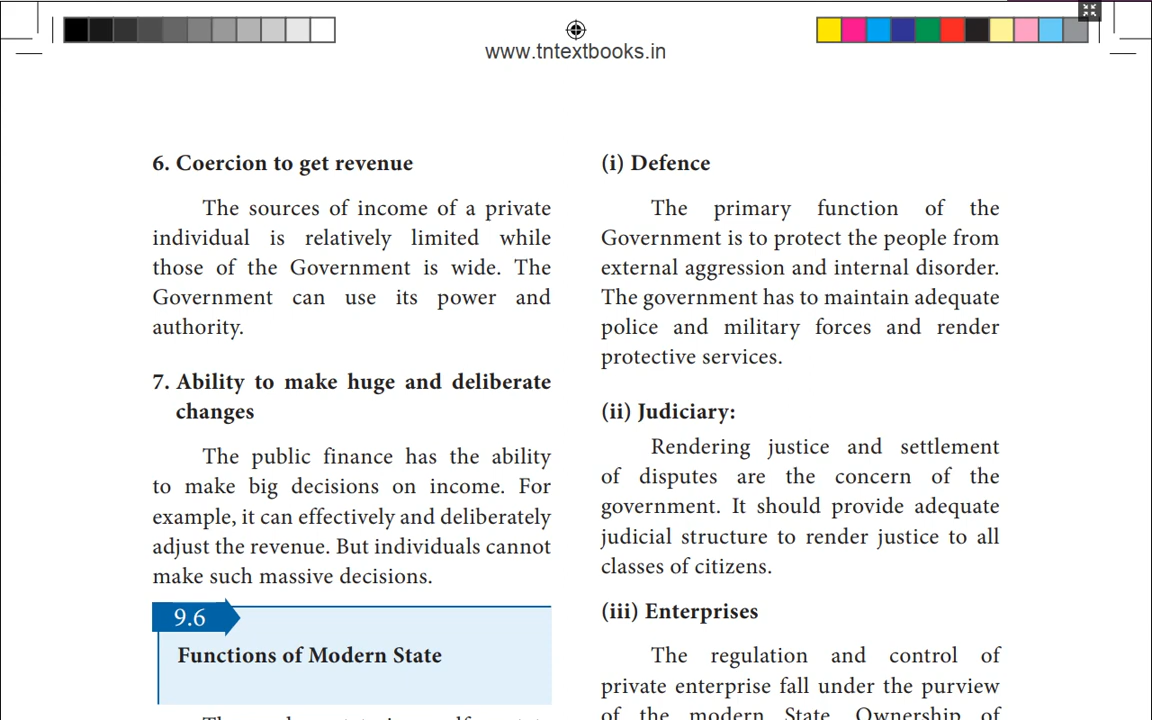 www.tntextbooks.in
6. Coercion to get revenue
The sources of income of a private
individual is relatively limited while
those of the Government is wide. The
Government can use its power and
authority.
7. Ability to make huge and deliberate
changes
The public finance has the ability
to make big decisions on income. For
example, it can effectively and deliberately
adjust the revenue. But individuals cannot
make such massive decisions.
9.6
Functions of Modern State
(i) Defence
The primary function of the
Government is to protect the people from
external aggression and internal disorder.
The government has to maintain adequate
police and military forces and render
protective services.
(ii) Judiciary:
Rendering justice and settlement
of disputes are the concern of the
government. It should provide adequate
judicial structure to render justice to all
classes of citizens.
(iii) Enterprises
The regulation and control of
private enterprise fall under the purview
of the modern State. Ownership of